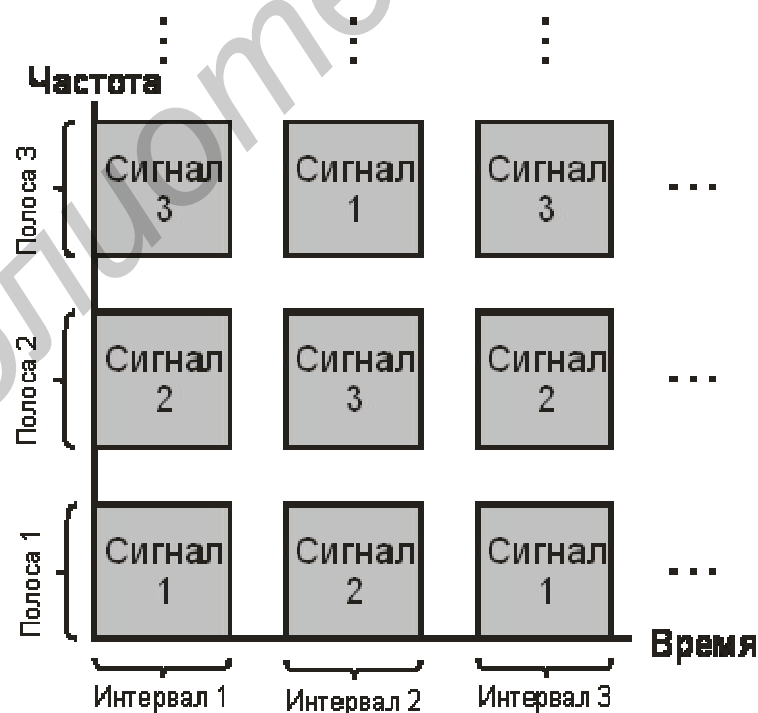 Частота
Полоса 3
Сигнал
3
Сигнал
1
Сигнал
3
...
Полоса 2
Сигнал
2
Сигнал
3
Сигнал
2
...
Полоса 1
Сигнал
1
Сигнал
2
Сигнал
1
...
Время
Интервал 1
Интервал 2
Интервал 3